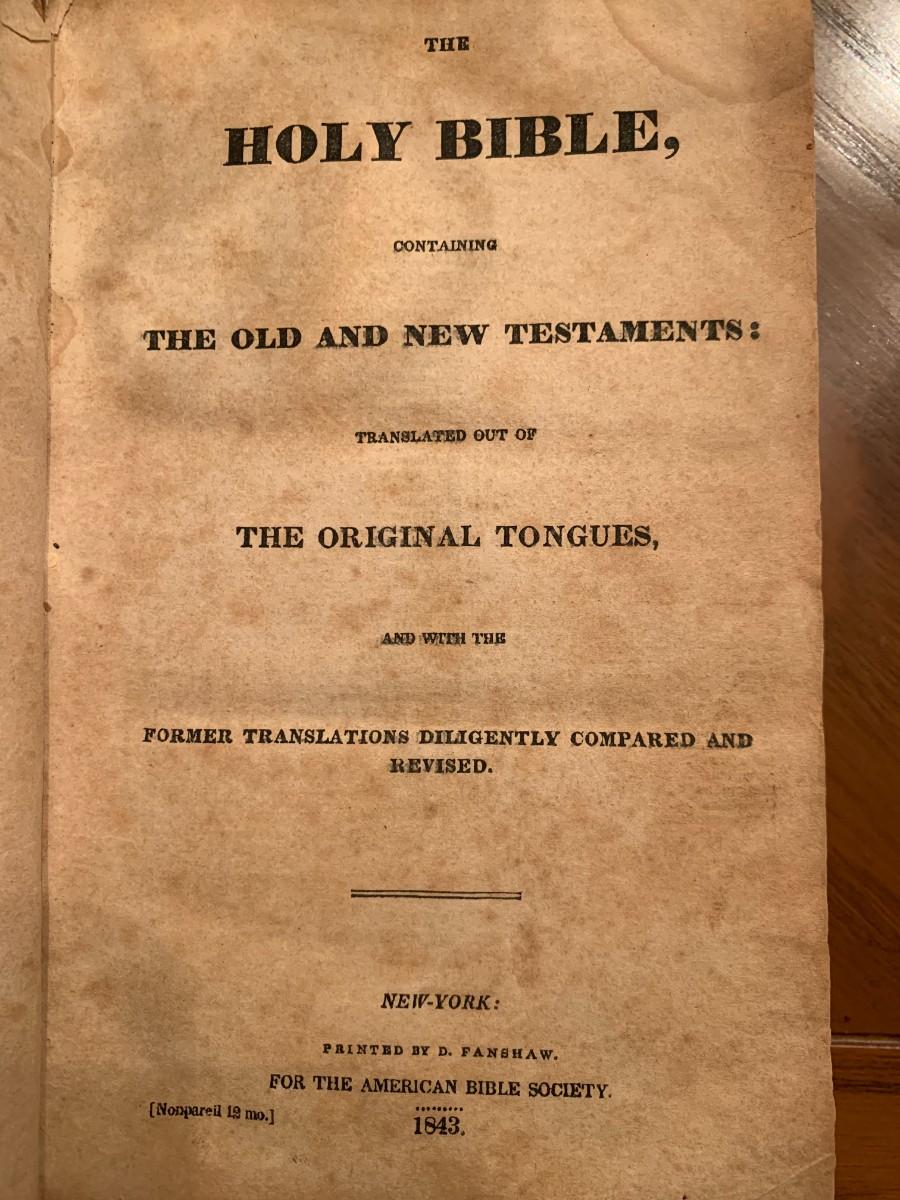 THE
HOLY BIBLE,
CONTAINING
THE OLD AND NEW TESTAMENTS:
TRANSLATED OUT OF
THE ORIGINAL TONGUES,
AND WITH THE
FORMER TRANSLATIONS DILIGENTLY COMPARED AND
REVISED.
NEW-YORK:
PRINTED BY D. FANSHAW.
FOR THE AMERICAN BIBLE SOCIETY.
[Nonpareil 12 mo.]
1843.